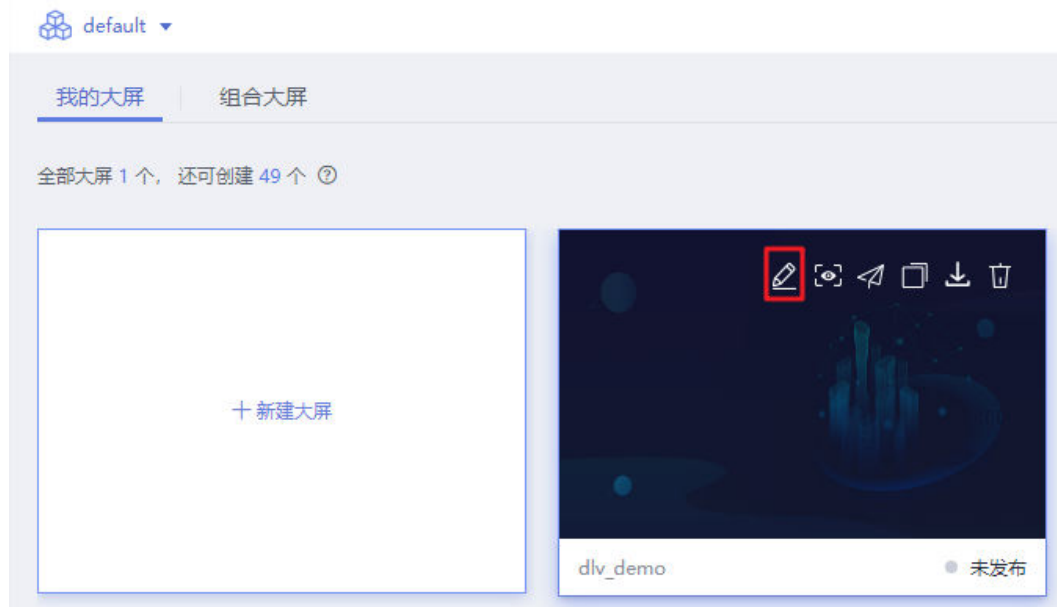 default
我的大屏 组合大屏
全部大屏 1 个, 还可创建 49 个 ?
+ 新建大屏
dlv_demo 未发布